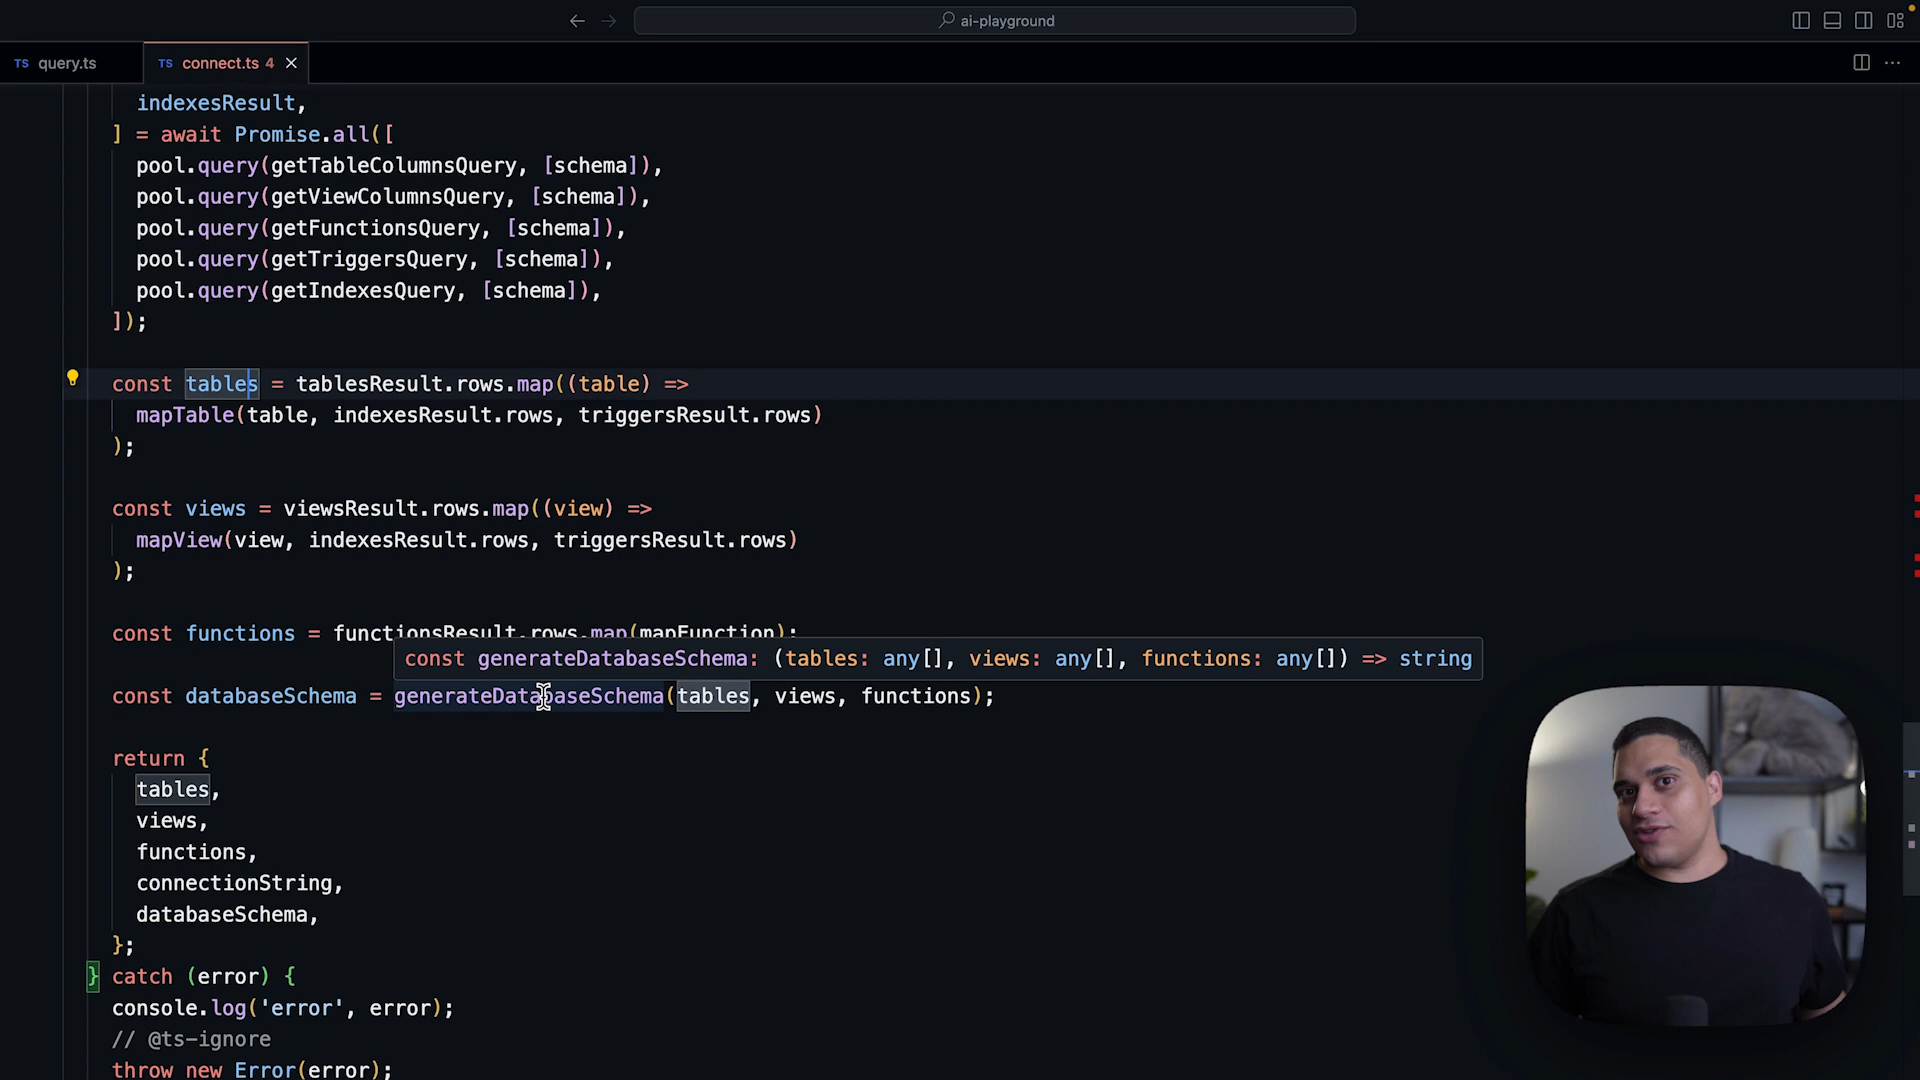 ai-playground
TS query.ts
TS connect.ts 4
indexesResult,
] = await Promise.all([
pool.query(getTableColumnsQuery, [schema]),
pool.query(getViewColumnsQuery, [schema]),
pool.query(getFunctionsQuery, [schema]),
pool.query(getTriggersQuery, [schema]),
pool.query(getIndexesQuery, [schema]),
]);
const tables = tablesResult.rows.map((table) =>
mapTable(table, indexesResult.rows, triggersResult.rows)
);
const views = viewsResult.rows.map((view) =>
mapView(view, indexesResult.rows, triggersResult.rows)
);
const functions = functionsResult.rows.map(mapFunction);
const generateDatabaseSchema: (tables: any[], views: any[], functions: any[]) => string
const databaseSchema = generateDatabaseSchema(tables, views, functions);
return {
tables,
views,
functions,
connectionString,
databaseSchema,
};
} catch (error) {
console.log('error', error);
// @ts-ignore
throw new Error(error);